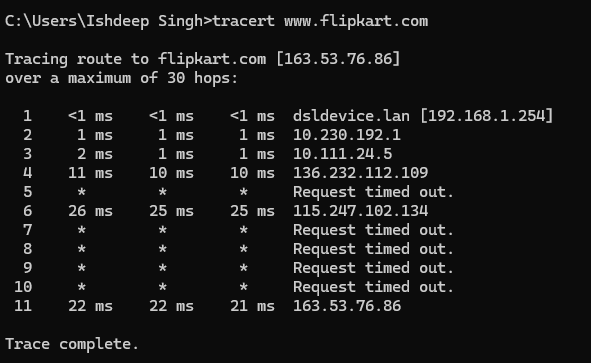 C:\Users\Ishdeep Singh>tracert www.flipkart.com
Tracing route to flipkart.com [163.53.76.86]
over a maximum of 30 hops:
1 <1 ms <1 ms <1 ms dsldevice.lan [192.168.1.254]
2 1 ms 1 ms 1 ms 10.230.192.1
3 2 ms 1 ms 1 ms 10.111.24.5
4 11 ms 10 ms 10 ms 136.232.112.109
5 * * * Request timed out.
6 26 ms 25 ms 25 ms 115.247.102.134
7 * * * Request timed out.
8 * * * Request timed out.
9 * * * Request timed out.
10 * * * Request timed out.
11 22 ms 22 ms 21 ms 163.53.76.86
Trace complete.